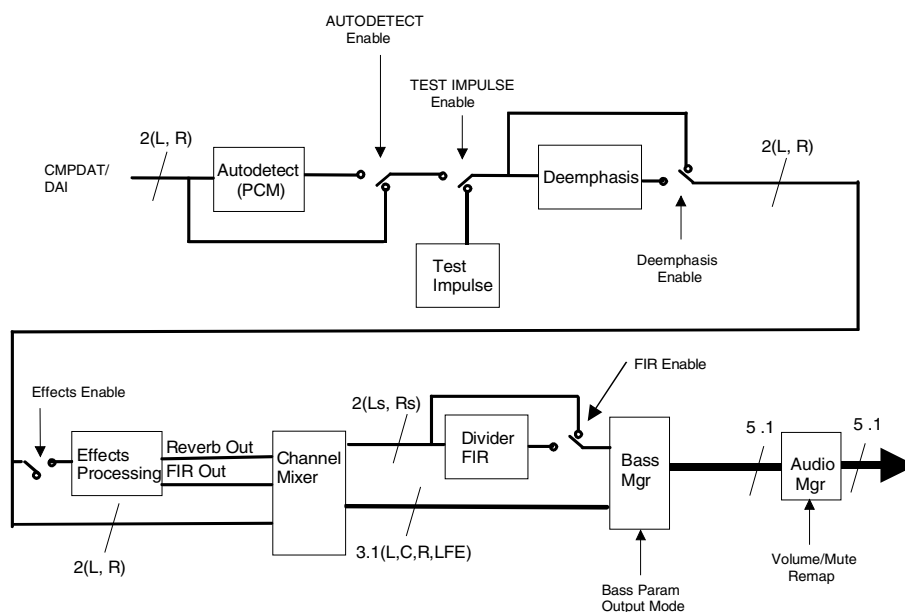 AUTODETECT
Enable
TEST IMPULSE
Enable
2(L, R)
CMPDAT/
DAI
Autodetect
(PCM)
Deemphasis
2(L, R)
Test
Impulse
Deemphasis
Enable
Effects Enable
FIR Enable
2(Ls, Rs)
Effects
Processing
Reverb Out
FIR Out
Channel
Mixer
Divider
FIR
Bass
Mgr
5 .1
5 .1
Audio
Mgr
2(L, R)
3.1(L,C,R,LFE)
Volume/Mute
Remap
Bass Param
Output Mode